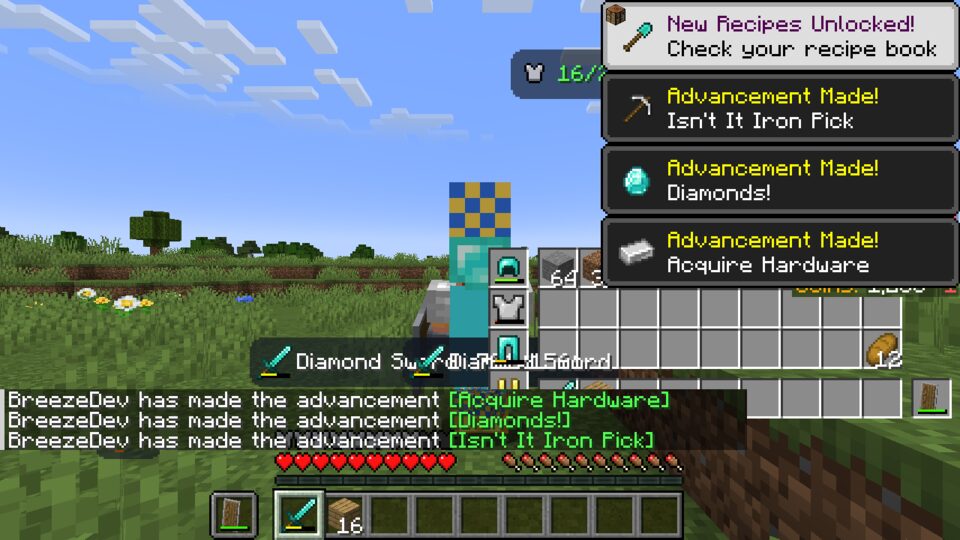 New Recipes Unlocked!
Check your recipe book
16/
Advancement Made!
Isn't It Iron Pick
Advancement Made!
Diamonds!
Advancement Made!
Acquire Hardware
64
12
Diamond
BreezeDev has made the advancement [Acquire Hardware]
BreezeDev has made the advancement [Diamonds!]
BreezeDev has made the advancement [Isn't It Iron Pick]
16